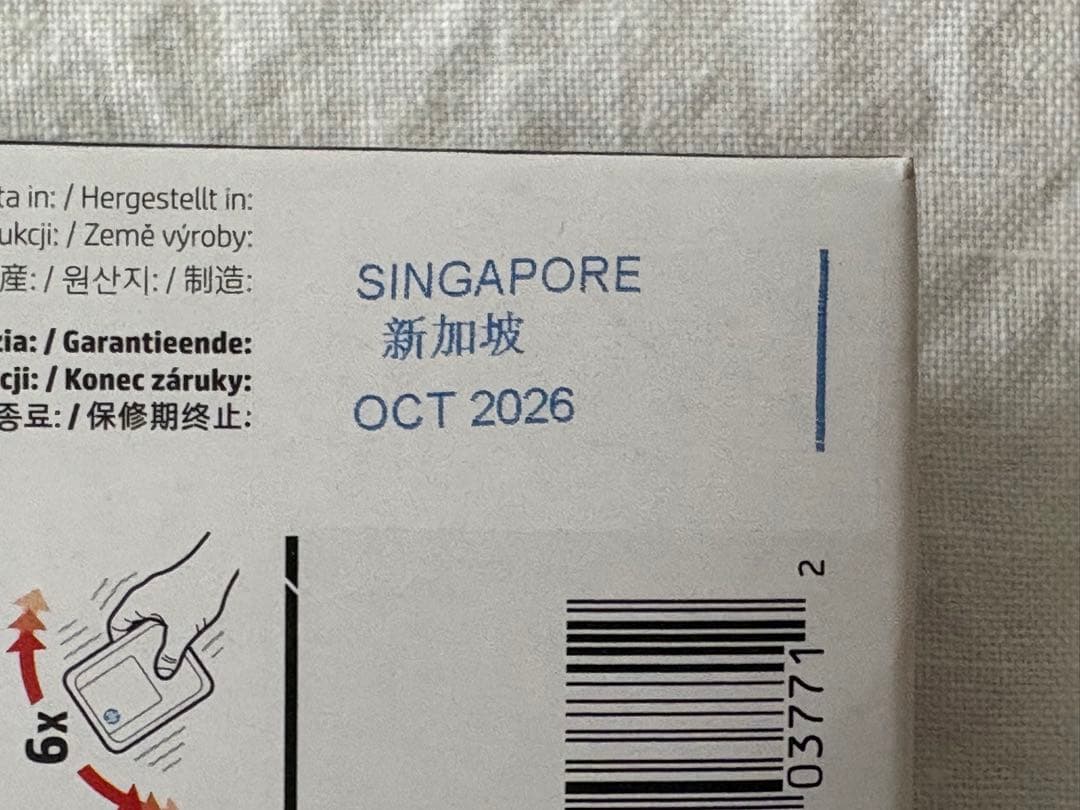 ta in: / Hergestellt in:
ukcji: / Země výroby:
産: / 원산지: / 制造:
SINGAPORE
新加坡
zia: / Garantieende:
cji: / Konec záruky:
종료: / 保修期终止:
OCT 2026
6x
03771 2